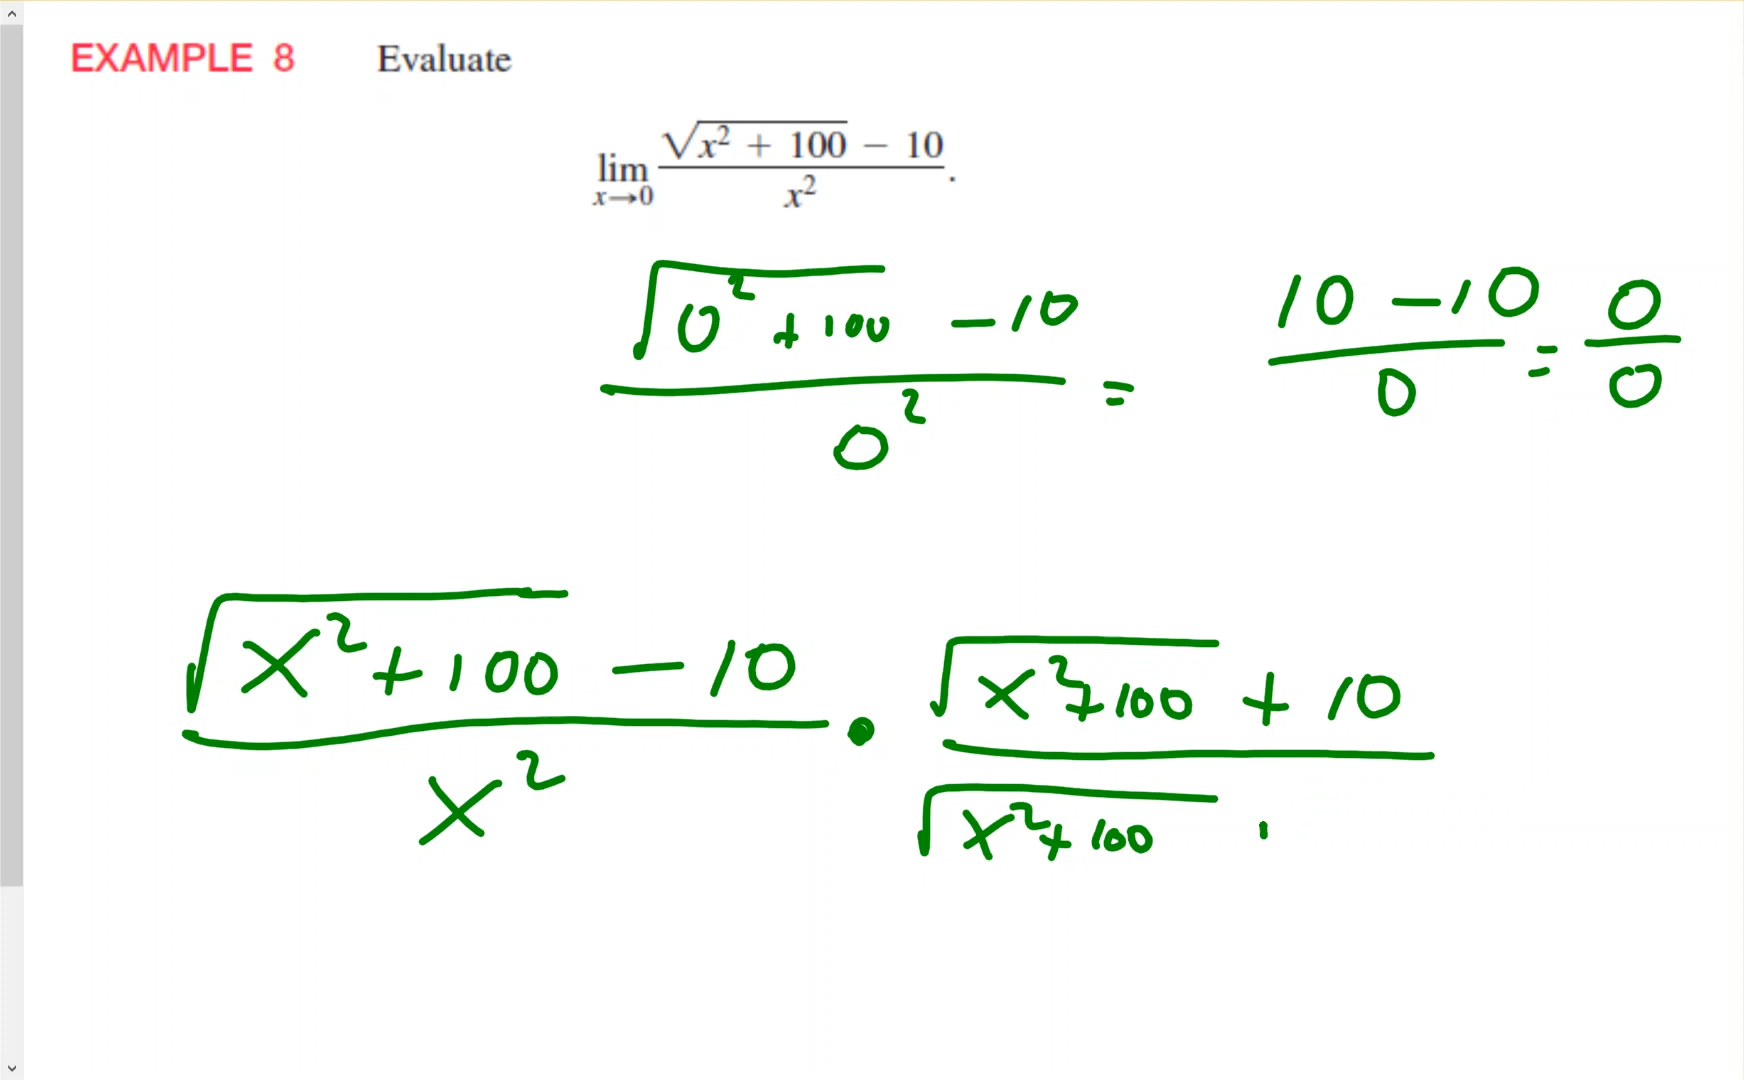 EXAMPLE 8 Evaluate
lim x→0 (√(x² + 100) − 10) / x² .
(√(0² + 100) − 10) / 0² = (10 − 10) / 0 = 0 / 0
(√(x² + 100) − 10) / x² • (√(x² + 100) + 10) / (√(x² + 100)